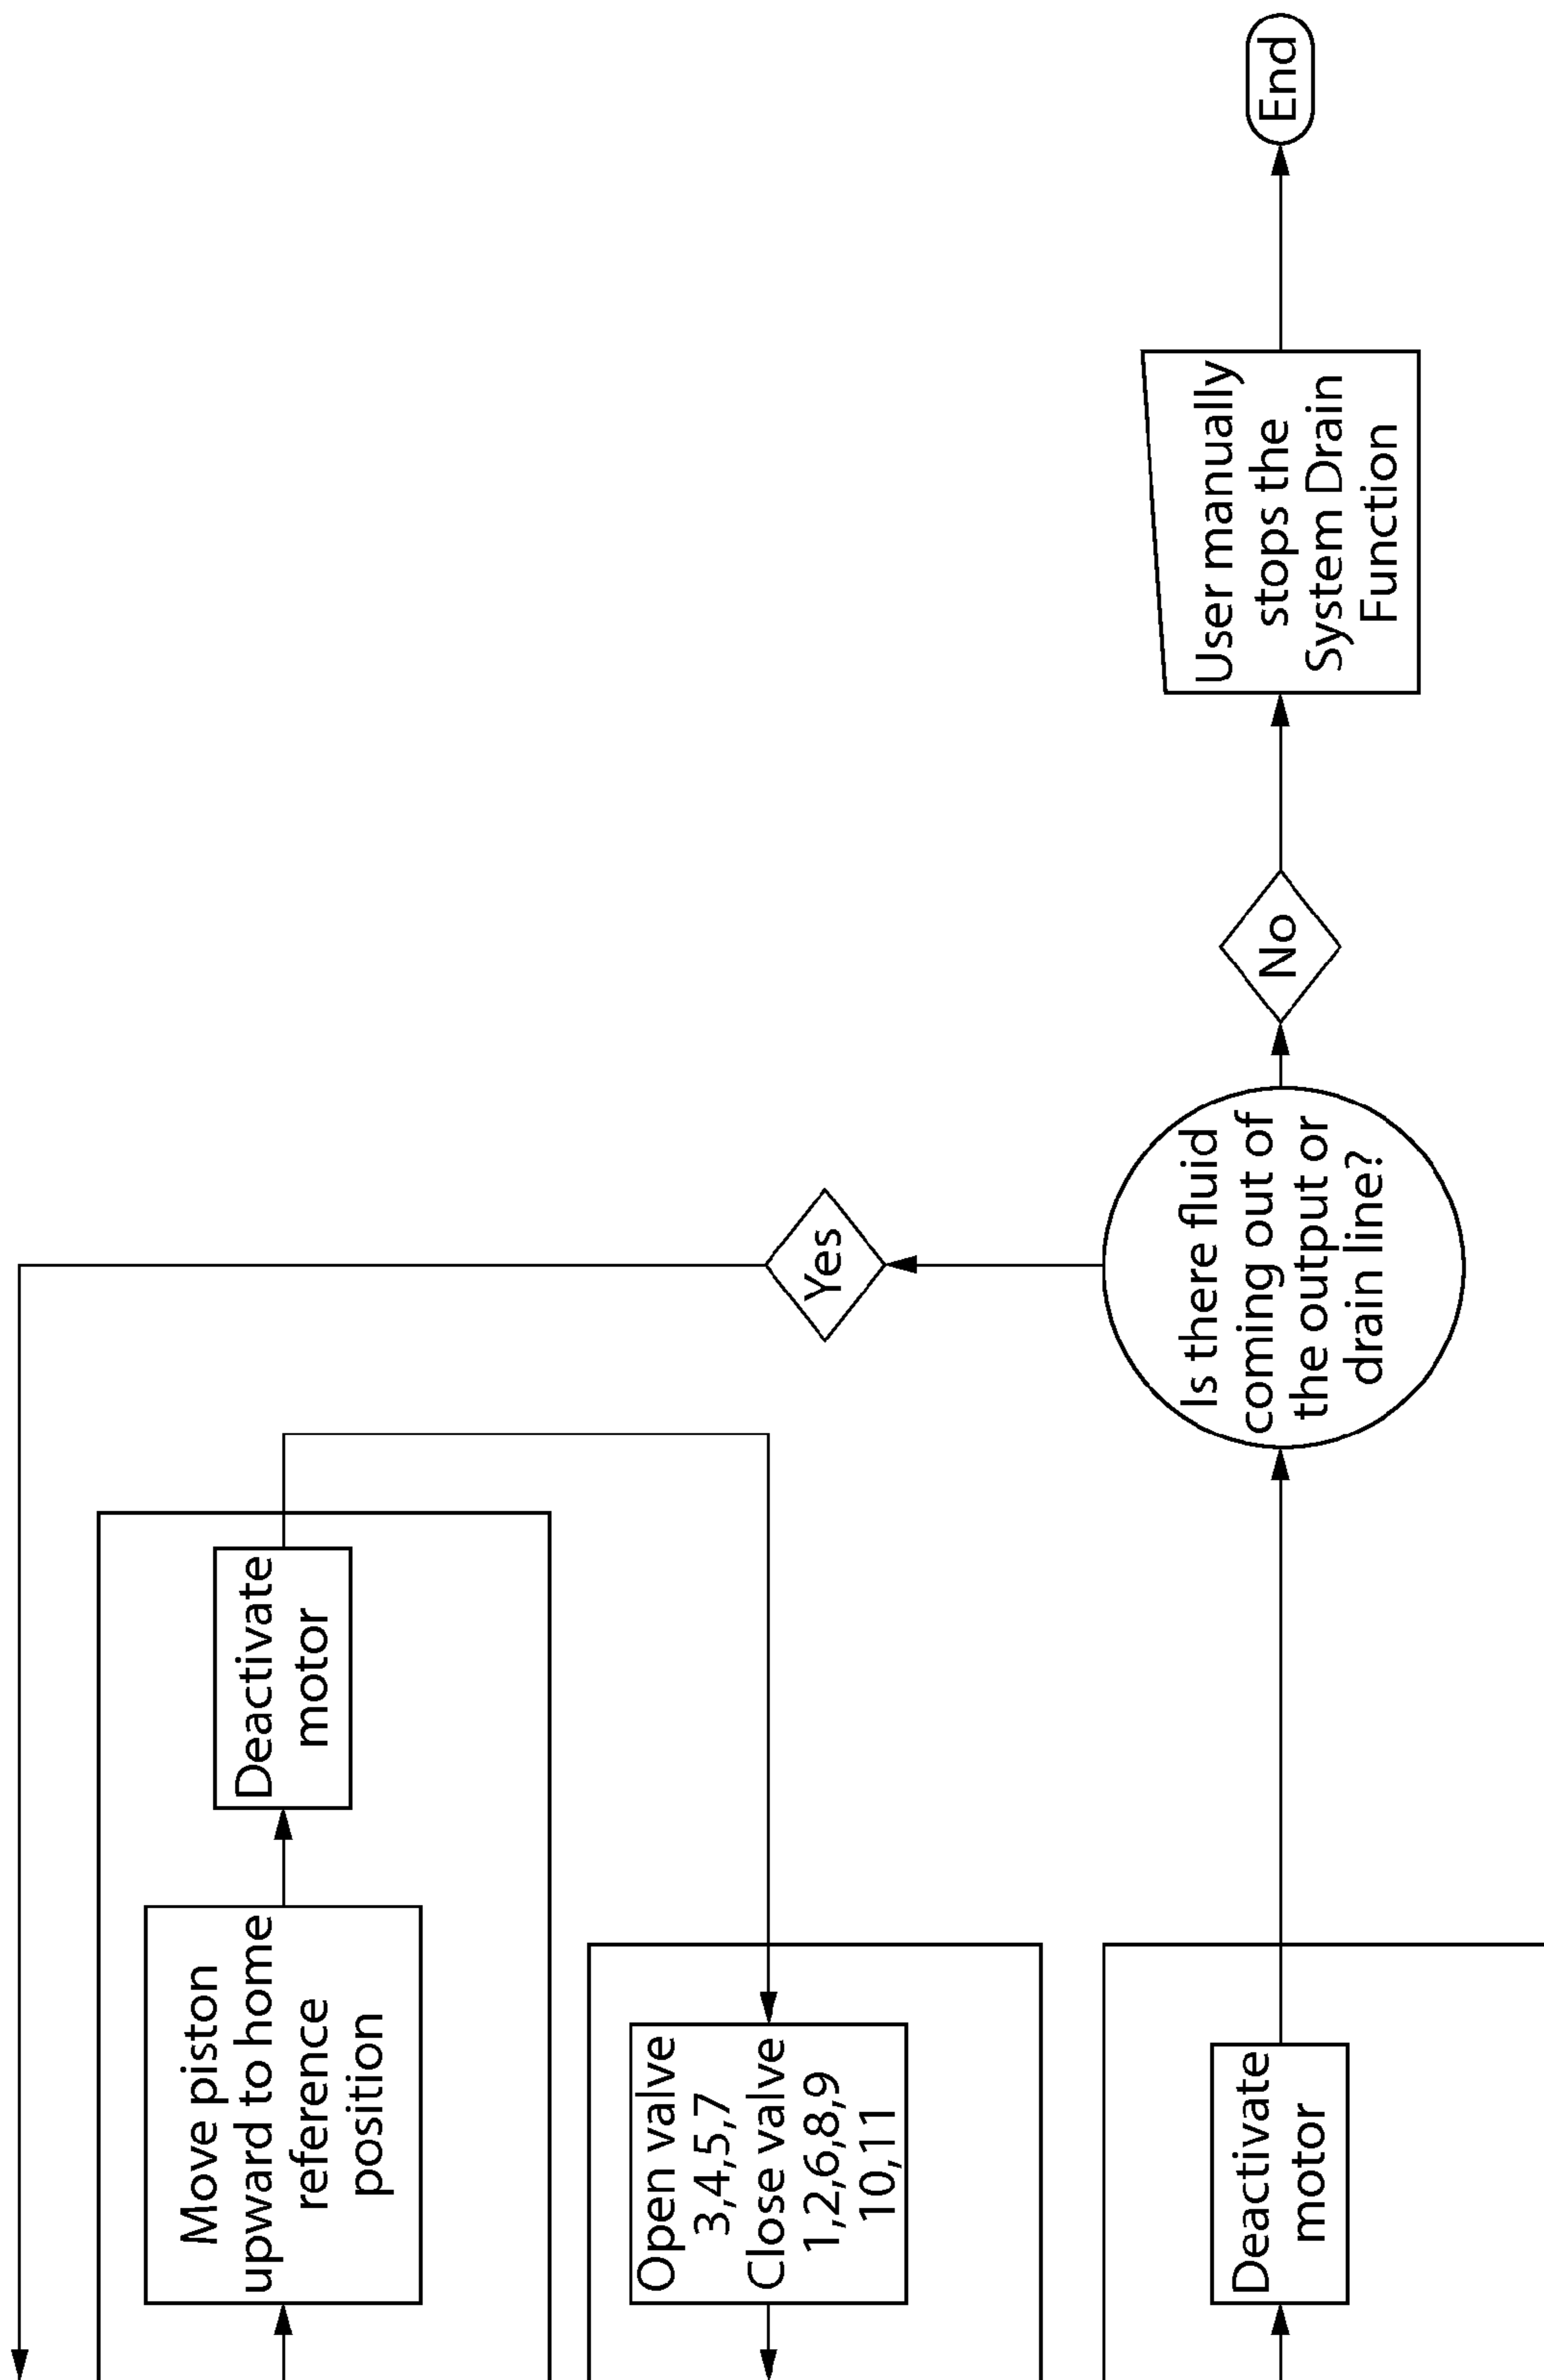 Move piston
upward to home
reference
position
Deactivate
motor
Open valve
3,4,5,7
Close valve
1,2,6,8,9
10,11
Yes
Deactivate
motor
Is there fluid
coming out of
the output or
drain line?
No
User manually
stops the
System Drain
Function
End